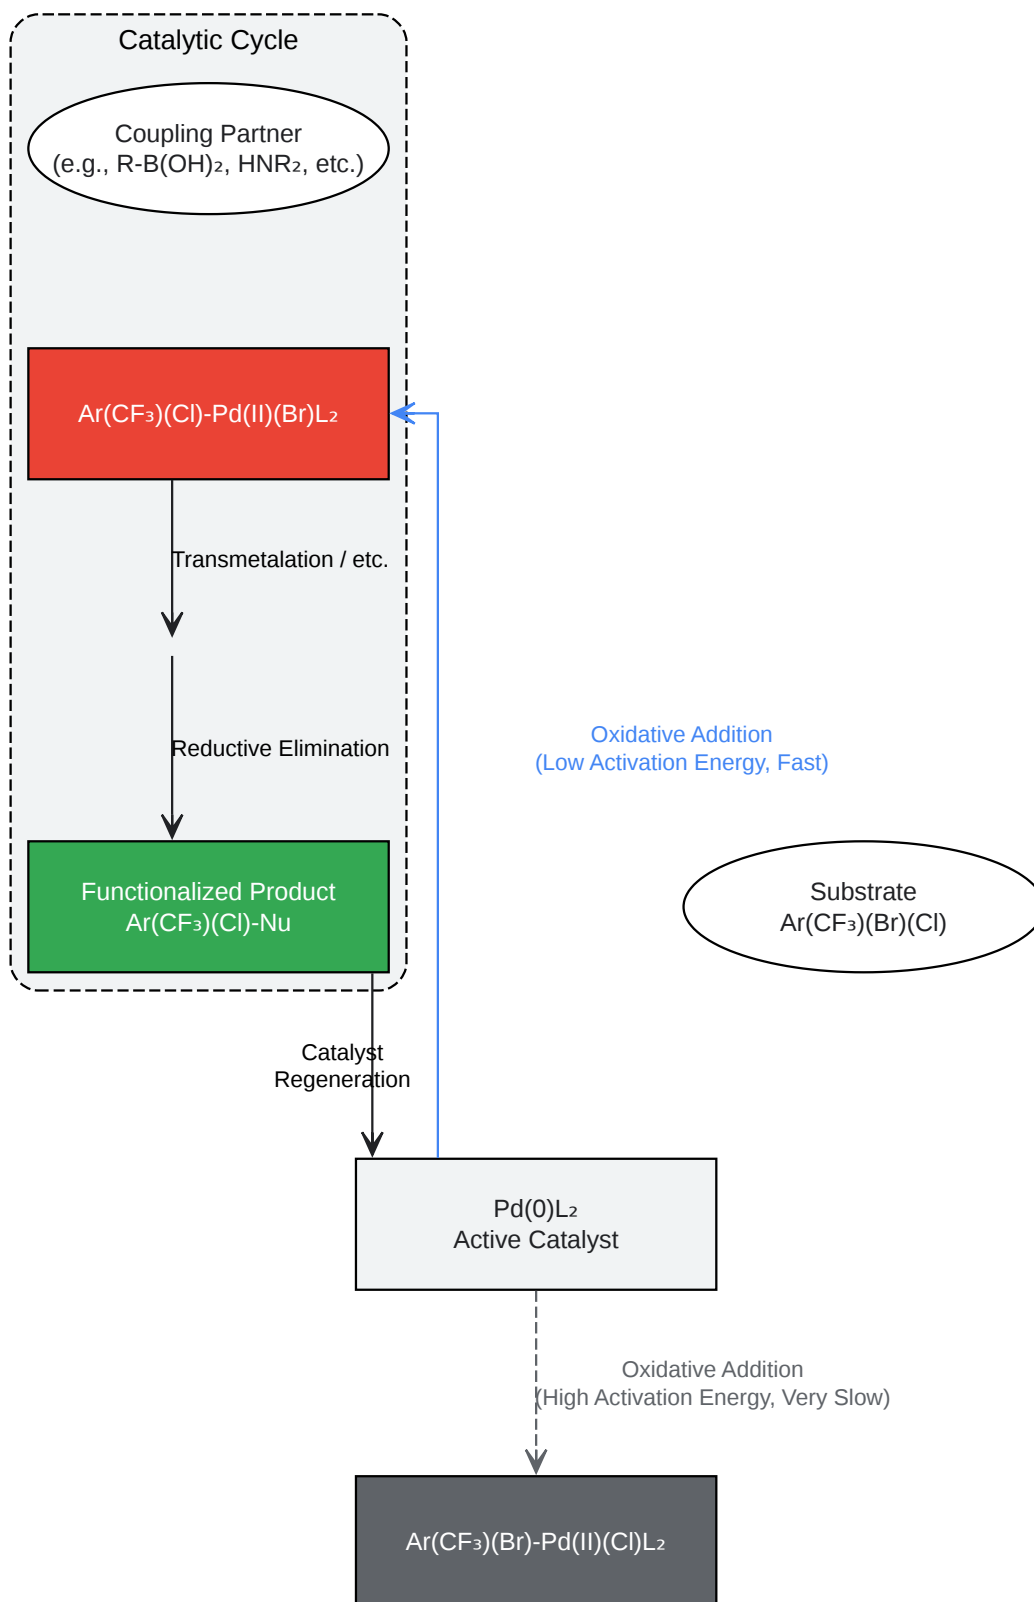 Catalytic Cycle
Coupling Partner
(e.g., R-B(OH)₂, HNR₂, etc.)
Ar(CF₃)(Cl)-Pd(II)(Br)L₂
Transmetalation / etc.
Reductive Elimination
Oxidative Addition
(Low Activation Energy, Fast)
Functionalized Product
Ar(CF₃)(Cl)-Nu
Substrate
Ar(CF₃)(Br)(Cl)
Catalyst
Regeneration
Pd(0)L₂
Active Catalyst
Oxidative Addition
(High Activation Energy, Very Slow)
Ar(CF₃)(Br)-Pd(II)(Cl)L₂